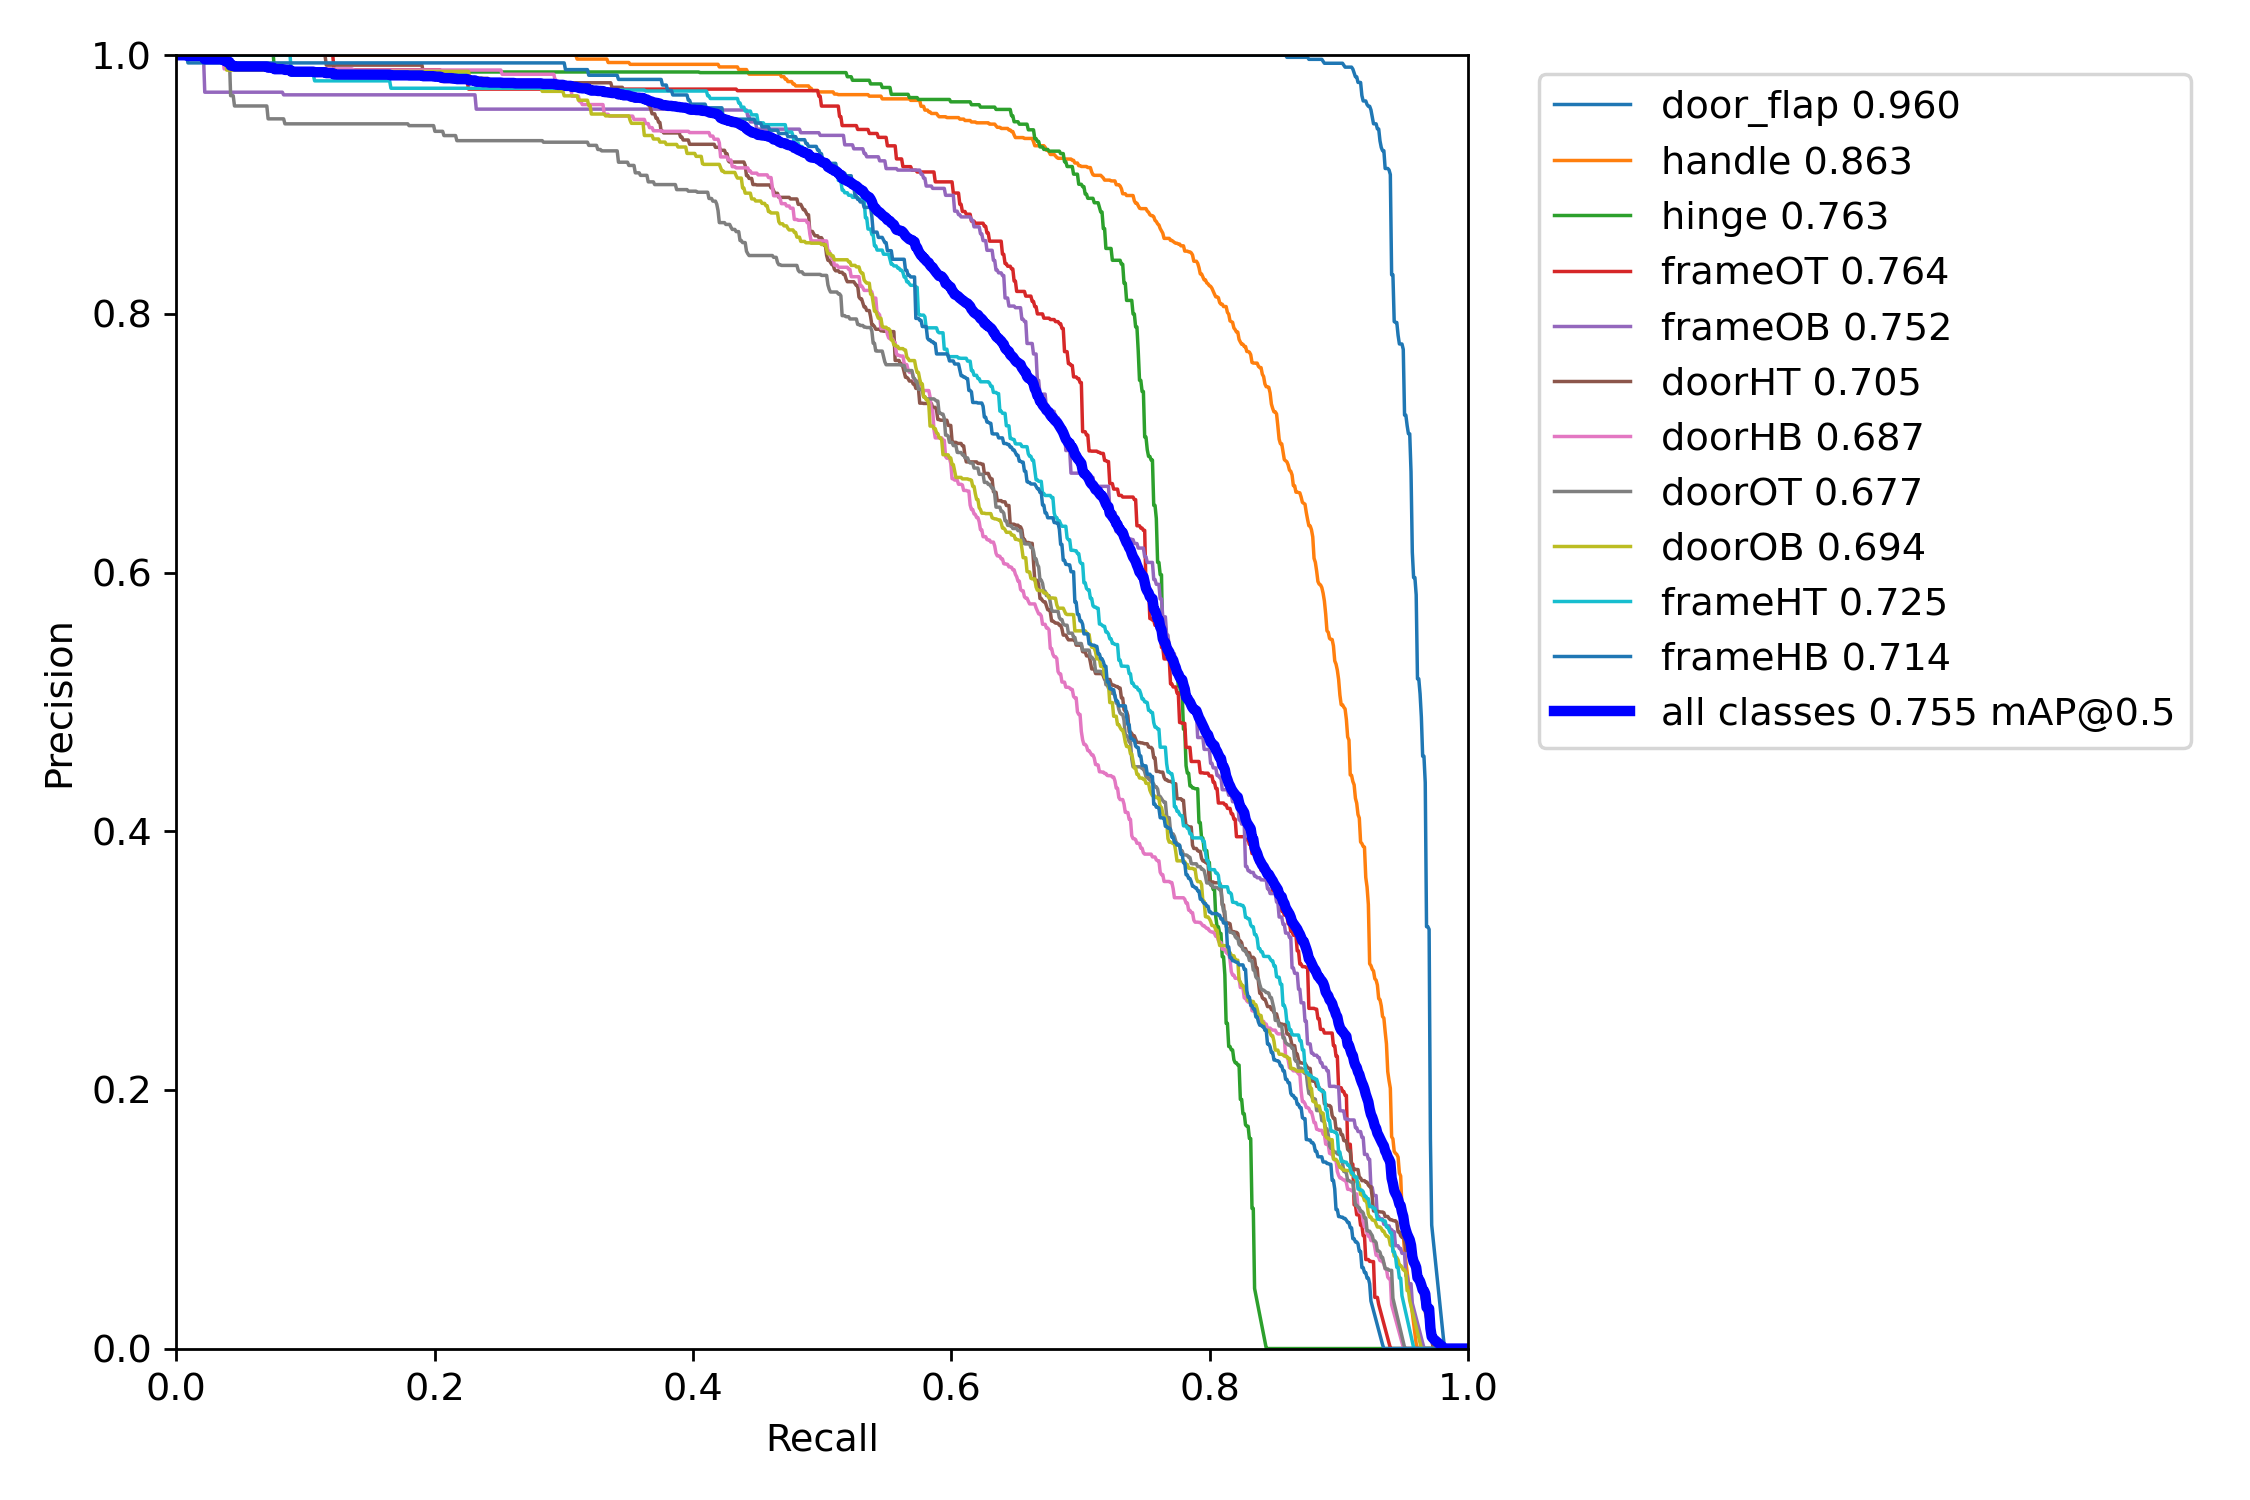 1.0
0.8
0.6
0.4
0.2
0.0
0.0 0.2 0.4 0.6 0.8 1.0
Precision
Recall
door_flap 0.960
handle 0.863
hinge 0.763
frameOT 0.764
frameOB 0.752
doorHT 0.705
doorHB 0.687
doorOT 0.677
doorOB 0.694
frameHT 0.725
frameHB 0.714
all classes 0.755 mAP@0.5